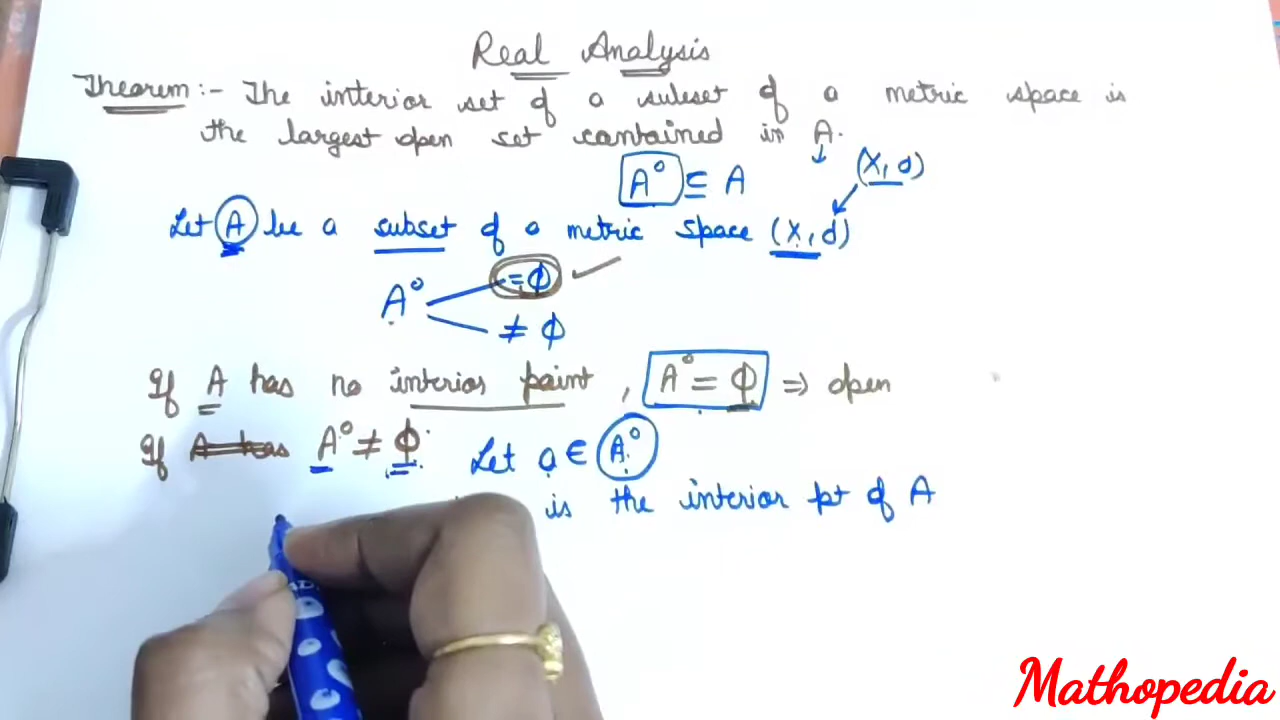 Real Analysis
Theorem:- The interior set of a subset of a metric space is
the largest open set contained in A.
(X, d)
A° ⊆ A
Let A be a subset of a metric space (X, d)
A° = ϕ
≠ ϕ
If A has no interior point, A° = ϕ ⇒ open
If A has A° ≠ ϕ. Let a ∈ A°
is the interior pt of A
Mathopedia